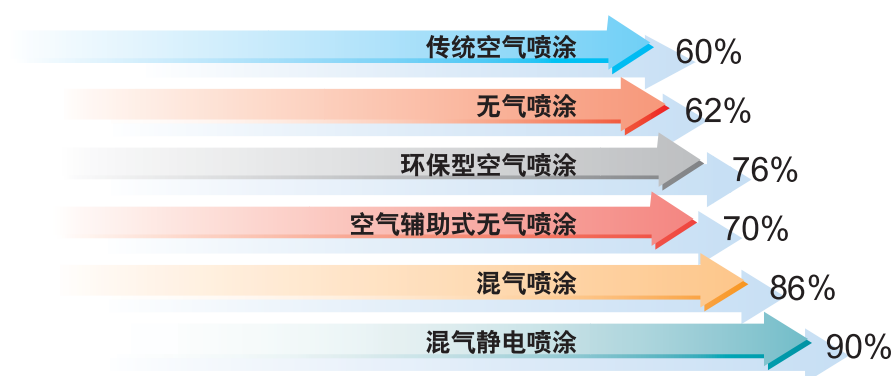 传统空气喷涂 60%
无气喷涂 62%
环保型空气喷涂 76%
空气辅助式无气喷涂 70%
混气喷涂 86%
混气静电喷涂 90%